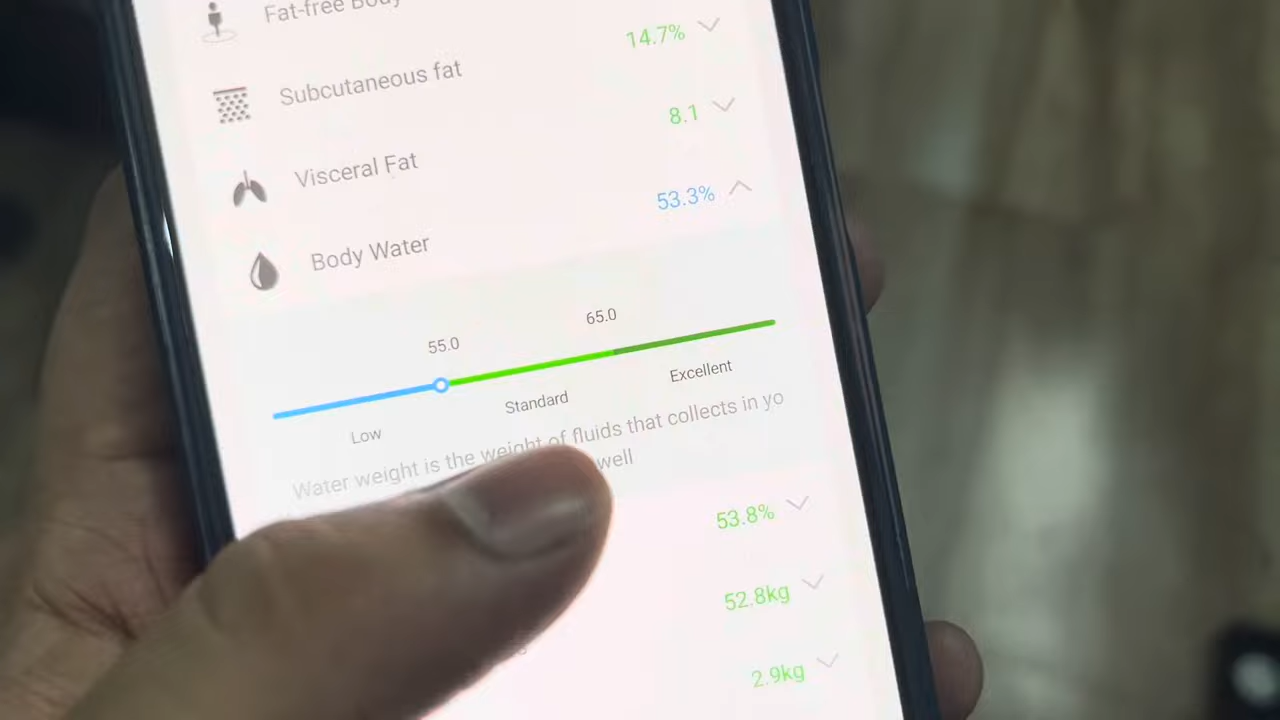 Fat-free Body
14.7%
Subcutaneous fat
8.1
Visceral Fat
53.3%
Body Water
55.0
65.0
Low
Standard
Excellent
Water weight is the weight of fluids that collects in yo
well
53.8%
52.8kg
2.9kg